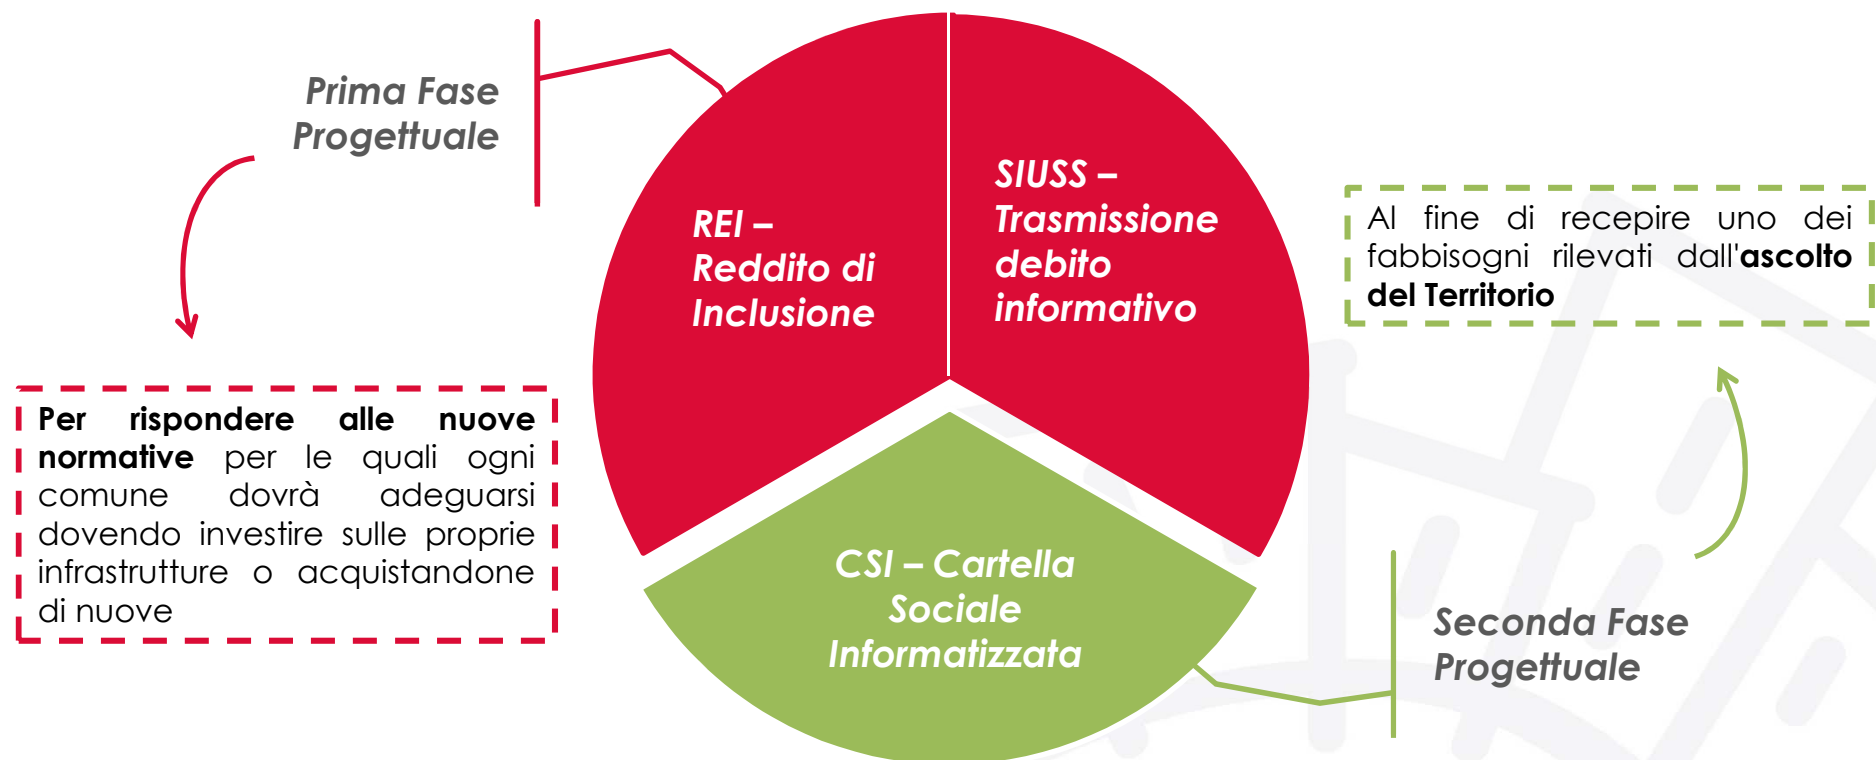 Prima Fase
Progettuale
REI –
Reddito di
Inclusione
SIUSS –
Trasmissione
debito
informativo
Al fine di recepire uno dei
fabbisogni rilevati dall'ascolto
del Territorio
Per rispondere alle nuove
normative per le quali ogni
comune dovrà adeguarsi
dovendo investire sulle proprie
infrastrutture o acquistandone
di nuove
CSI – Cartella
Sociale
Informatizzata
Seconda Fase
Progettuale